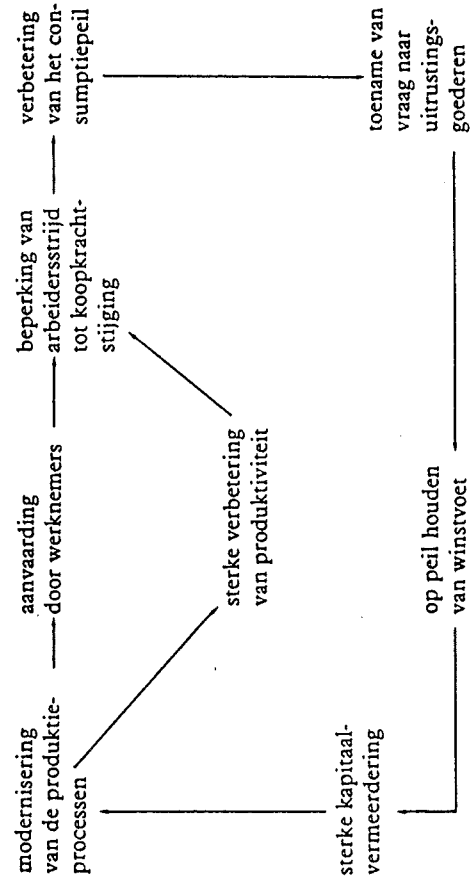 modernisering
van de produktie-
processen
aanvaarding
door werknemers
beperking van
arbeidersstrijd
tot koopkracht-
stijging
verbetering
van het con-
sumptiepeil
sterke verbetering
van produktiviteit
toename van
vraag naar
uitrustings-
goederen
op peil houden
van winstvoet
sterke kapitaal-
vermeerdering